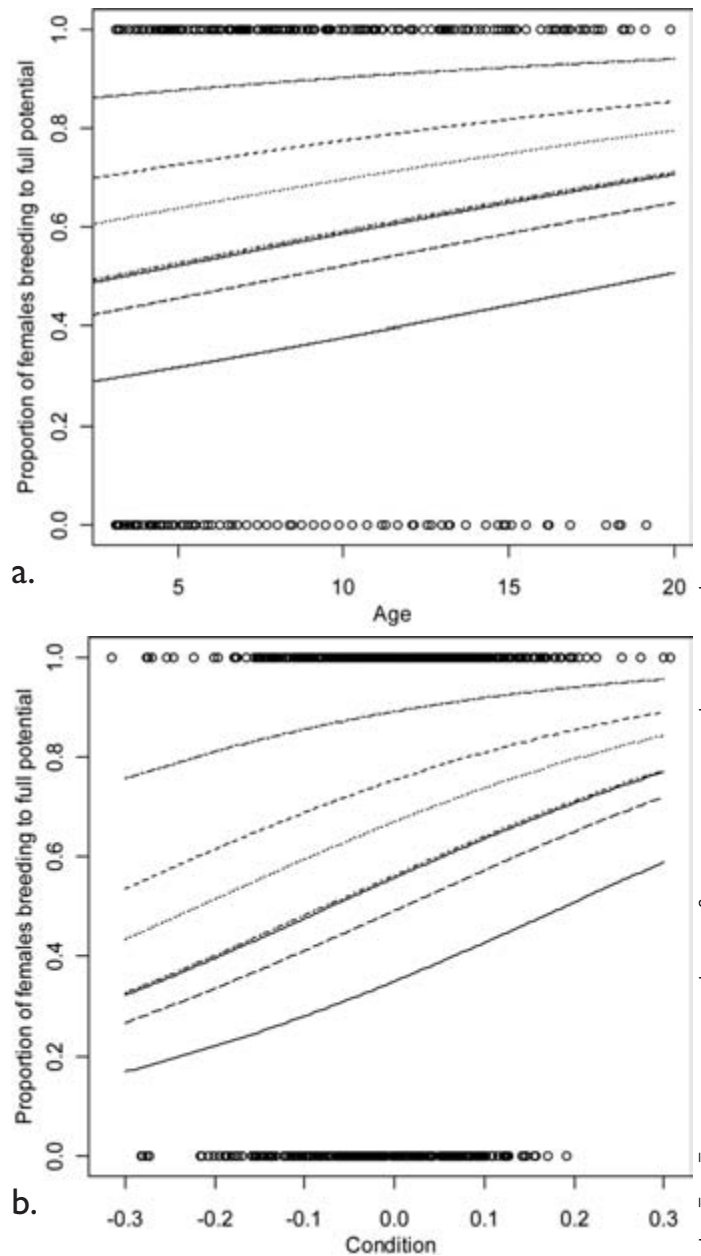 Proportion of females breeding to full potential
1.0
0.8
0.6
0.4
0.2
0.0
5 10 15 20
Age
a.
Proportion of females breeding to full potential
1.0
0.8
0.6
0.4
0.2
0.0
-0.3 -0.2 -0.1 0.0 0.1 0.2 0.3
Condition
b.